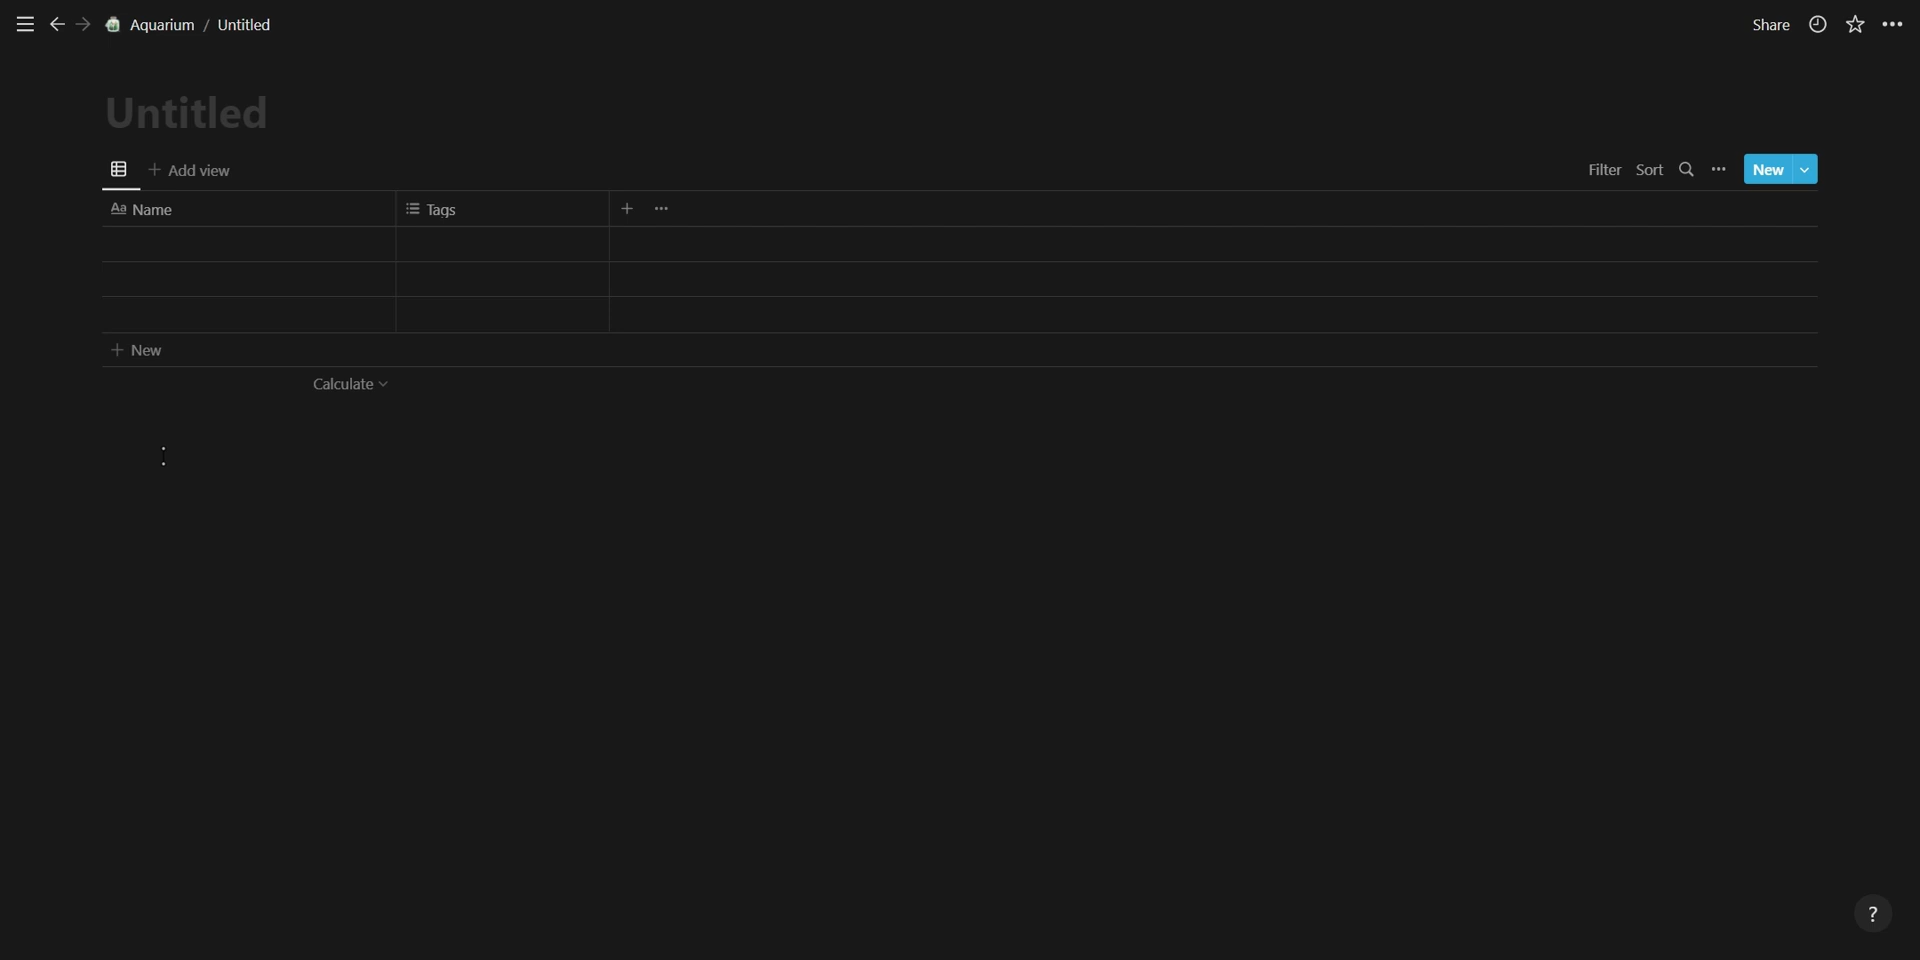 Aquarium / Untitled
Share
Untitled
Add view
Filter Sort New
Aa Name Tags
New
Calculate
?